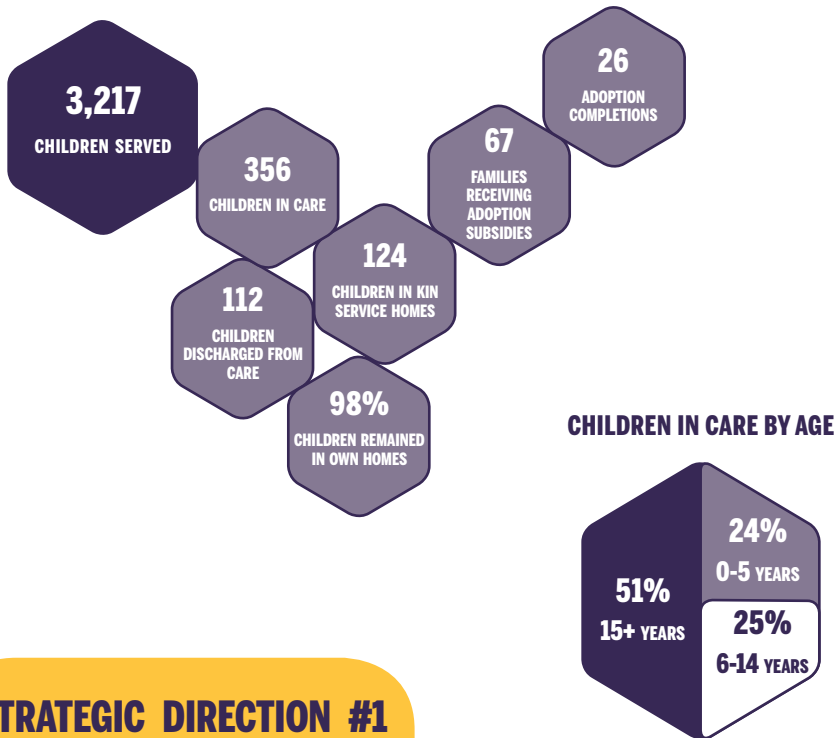 3,217
CHILDREN SERVED
356
CHILDREN IN CARE
112
CHILDREN
DISCHARGED FROM
CARE
124
CHILDREN IN KIN
SERVICE HOMES
98%
CHILDREN REMAINED
IN OWN HOMES
67
FAMILIES
RECEIVING
ADOPTION
SUBSIDIES
26
ADOPTION
COMPLETIONS
CHILDREN IN CARE BY AGE
51%
15+ YEARS
24%
0-5 YEARS
25%
6-14 YEARS
TRATEGIC DIRECTION #1